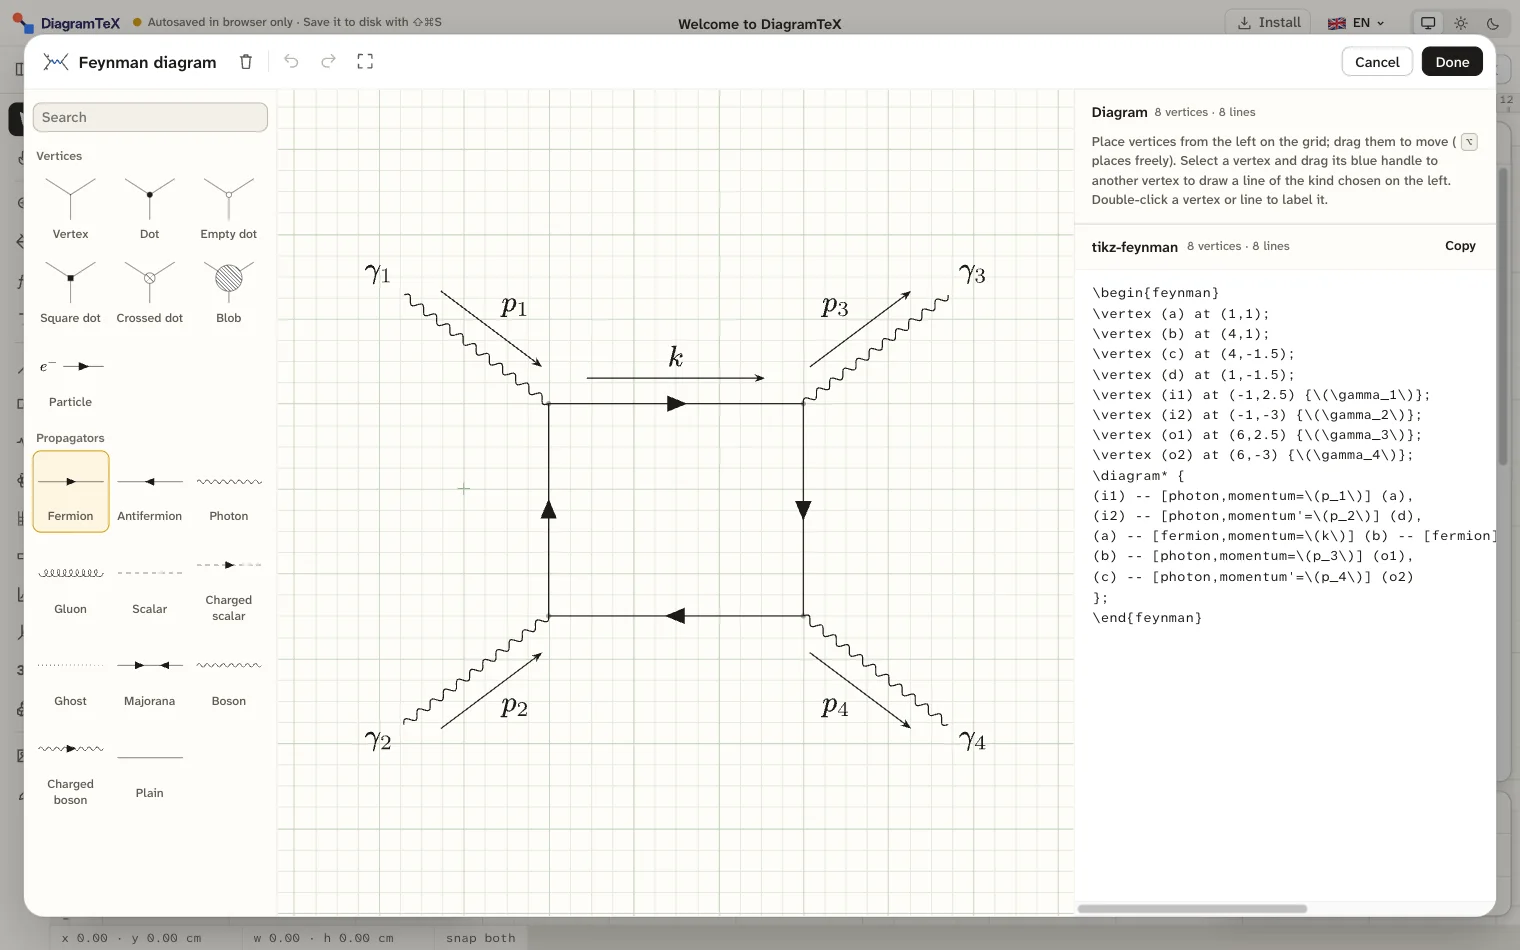 DiagramTeX
Autosaved in browser only · Save it to disk with ⇧⌘S
Welcome to DiagramTeX
Install
EN
Feynman diagram
Cancel
Done
12
Search
Vertices
Vertex
Dot
Empty dot
Square dot
Crossed dot
Blob
e⁻
Particle
Propagators
Fermion
Antifermion
Photon
Gluon
Scalar
Charged
scalar
Ghost
Majorana
Boson
Charged
boson
Plain
γ₁
p₁
k
p₃
γ₃
γ₂
p₂
p₄
γ₄
Diagram 8 vertices · 8 lines
Place vertices from the left on the grid; drag them to move ( ⌥
places freely). Select a vertex and drag its blue handle to
another vertex to draw a line of the kind chosen on the left.
Double-click a vertex or line to label it.
tikz-feynman 8 vertices · 8 lines
Copy
\begin{feynman}
\vertex (a) at (1,1);
\vertex (b) at (4,1);
\vertex (c) at (4,-1.5);
\vertex (d) at (1,-1.5);
\vertex (i1) at (-1,2.5) {\(\gamma_1\)};
\vertex (i2) at (-1,-3) {\(\gamma_2\)};
\vertex (o1) at (6,2.5) {\(\gamma_3\)};
\vertex (o2) at (6,-3) {\(\gamma_4\)};
\diagram* {
(i1) -- [photon,momentum=\(p_1\)] (a),
(i2) -- [photon,momentum'=\(p_2\)] (d),
(a) -- [fermion,momentum=\(k\)] (b) -- [fermion]
(b) -- [photon,momentum=\(p_3\)] (o1),
(c) -- [photon,momentum'=\(p_4\)] (o2)
};
\end{feynman}
x 0.00 · y 0.00 cm
w 0.00 · h 0.00 cm
snap both